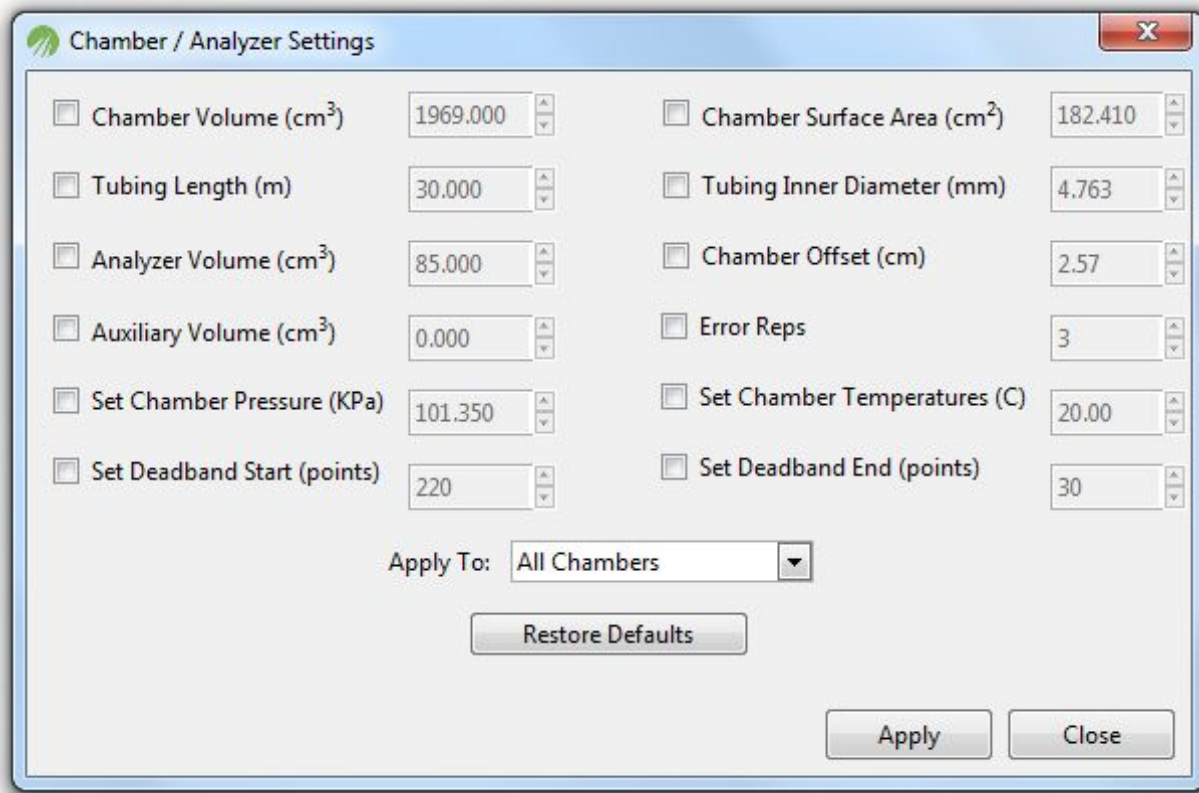 Chamber / Analyzer Settings
Chamber Volume (cm³) 1969.000 Chamber Surface Area (cm²) 182.410
Tubing Length (m) 30.000 Tubing Inner Diameter (mm) 4.763
Analyzer Volume (cm³) 85.000 Chamber Offset (cm) 2.57
Auxiliary Volume (cm³) 0.000 Error Reps 3
Set Chamber Pressure (KPa) 101.350 Set Chamber Temperatures (C) 20.00
Set Deadband Start (points) 220 Set Deadband End (points) 30
Apply To: All Chambers
Restore Defaults
Apply Close